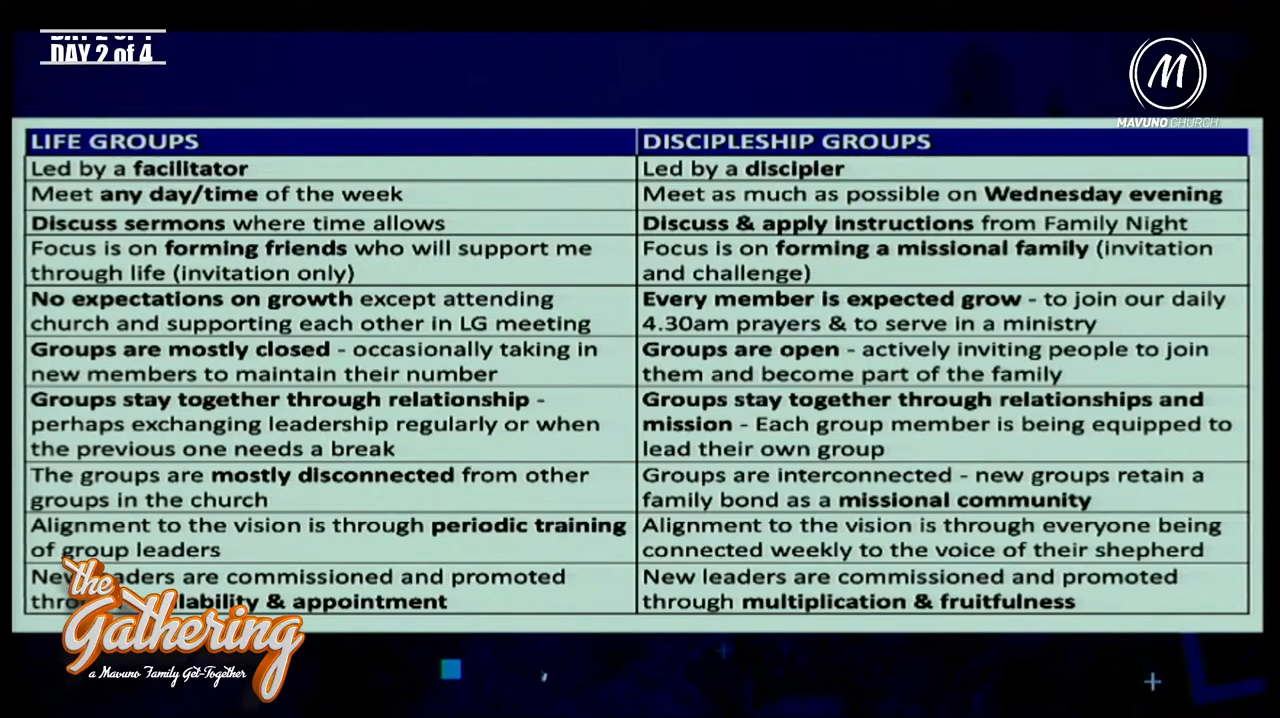 DAY 2 of 4
M
MAVUNO CHURCH
LIFE GROUPS
DISCIPLESHIP GROUPS
Led by a facilitator
Led by a discipler
Meet any day/time of the week
Meet as much as possible on Wednesday evening
Discuss sermons where time allows
Discuss & apply instructions from Family Night
Focus is on forming friends who will support me
through life (invitation only)
Focus is on forming a missional family (invitation
and challenge)
No expectations on growth except attending
church and supporting each other in LG meeting
Every member is expected grow - to join our daily
4.30am prayers & to serve in a ministry
Groups are mostly closed - occasionally taking in
new members to maintain their number
Groups are open - actively inviting people to join
them and become part of the family
Groups stay together through relationship -
perhaps exchanging leadership regularly or when
the previous one needs a break
Groups stay together through relationships and
mission - Each group member is being equipped to
lead their own group
The groups are mostly disconnected from other
groups in the church
Groups are interconnected - new groups retain a
family bond as a missional community
Alignment to the vision is through periodic training
of group leaders
Alignment to the vision is through everyone being
connected weekly to the voice of their shepherd
are commissioned and promoted
& appointment
New leaders are commissioned and promoted
through multiplication & fruitfulness
the
Gathering
a Mavuno Family Get-Together